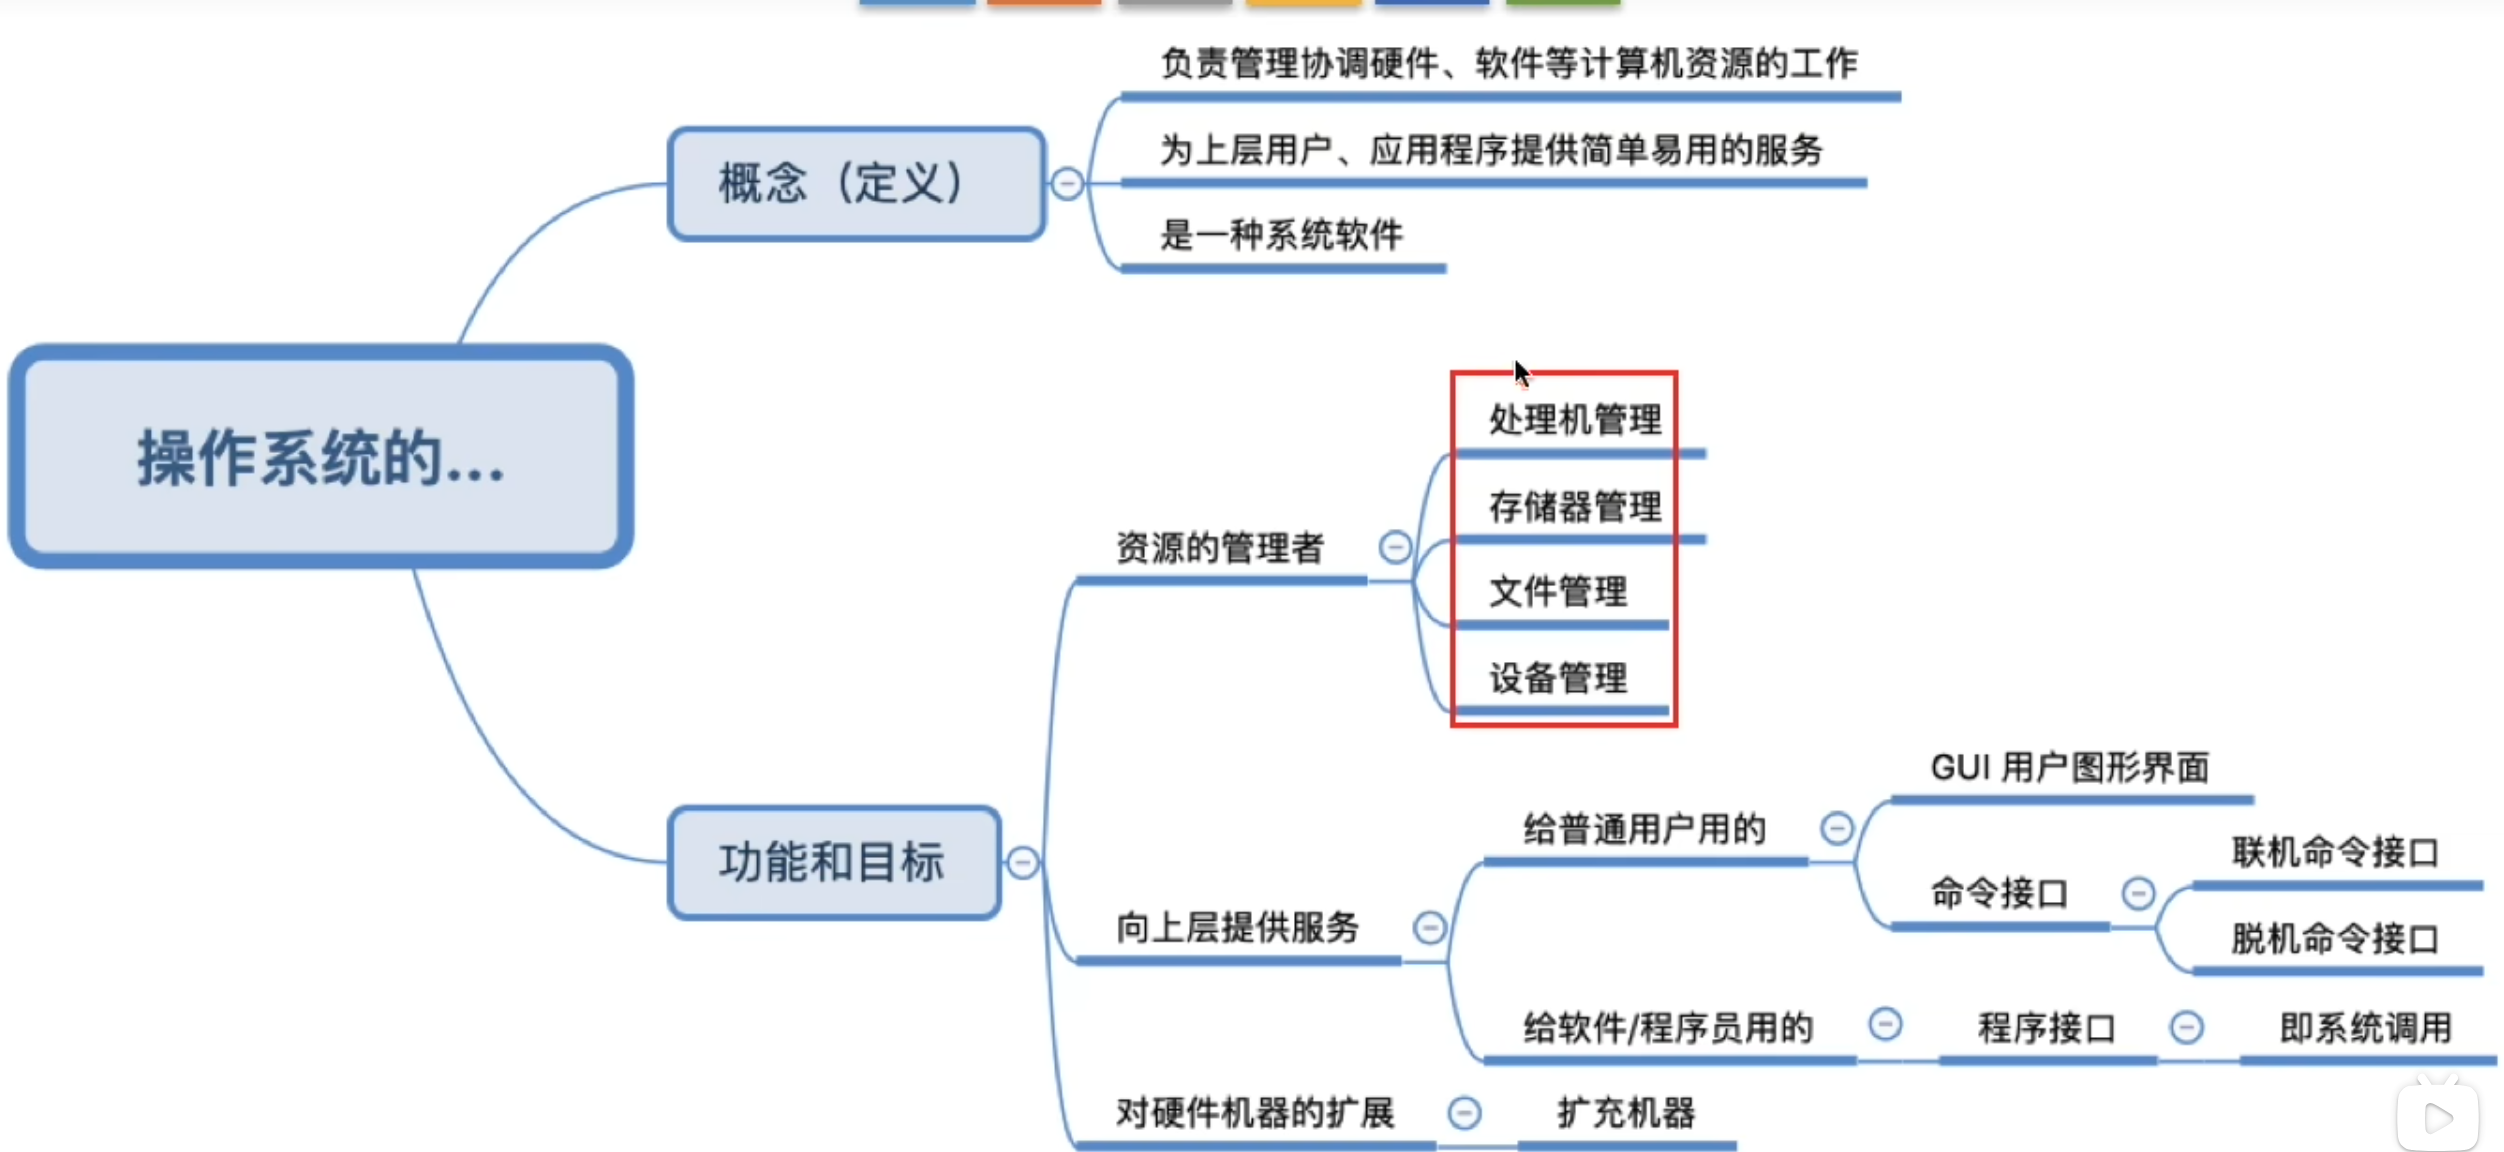 负责管理协调硬件、软件等计算机资源的工作
概念（定义）
为上层用户、应用程序提供简单易用的服务
是一种系统软件
操作系统的...
处理机管理
存储器管理
资源的管理者
文件管理
设备管理
GUI 用户图形界面
给普通用户用的
联机命令接口
命令接口
脱机命令接口
功能和目标
向上层提供服务
给软件/程序员用的
程序接口
即系统调用
对硬件机器的扩展
扩充机器